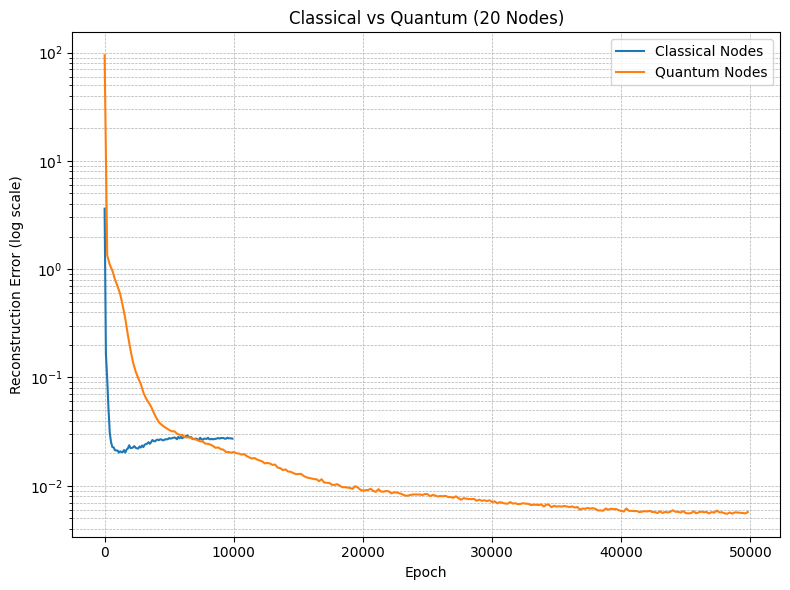 Classical vs Quantum (20 Nodes)
Classical Nodes
Quantum Nodes
Reconstruction Error (log scale)
10²
10¹
10⁰
10⁻¹
10⁻²
0 10000 20000 30000 40000 50000
Epoch